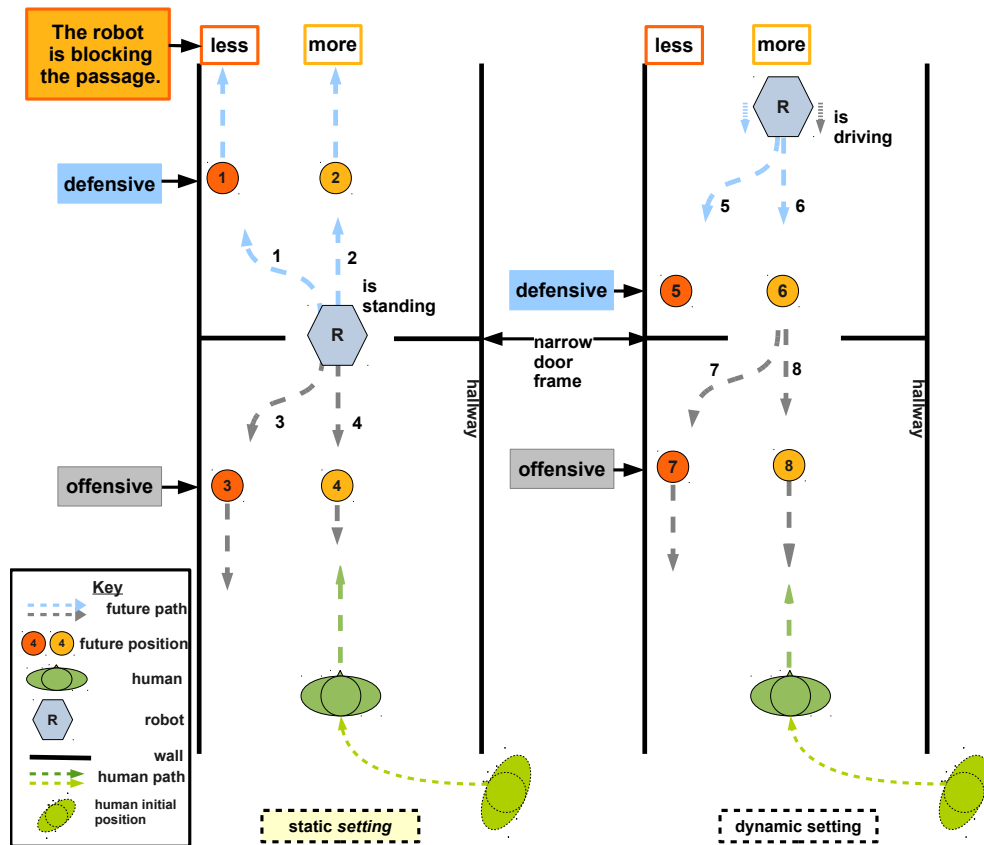 The robot
is blocking
the passage.
less
more
less
more
R
is
driving
defensive
1
2
5
6
1
2
is
standing
R
defensive
5
6
narrow
door
frame
hallway
hallway
3
4
7
8
offensive
3
4
offensive
7
8
Key
future path
4 4 future position
human
R
robot
wall
human path
human initial
position
static setting
dynamic setting